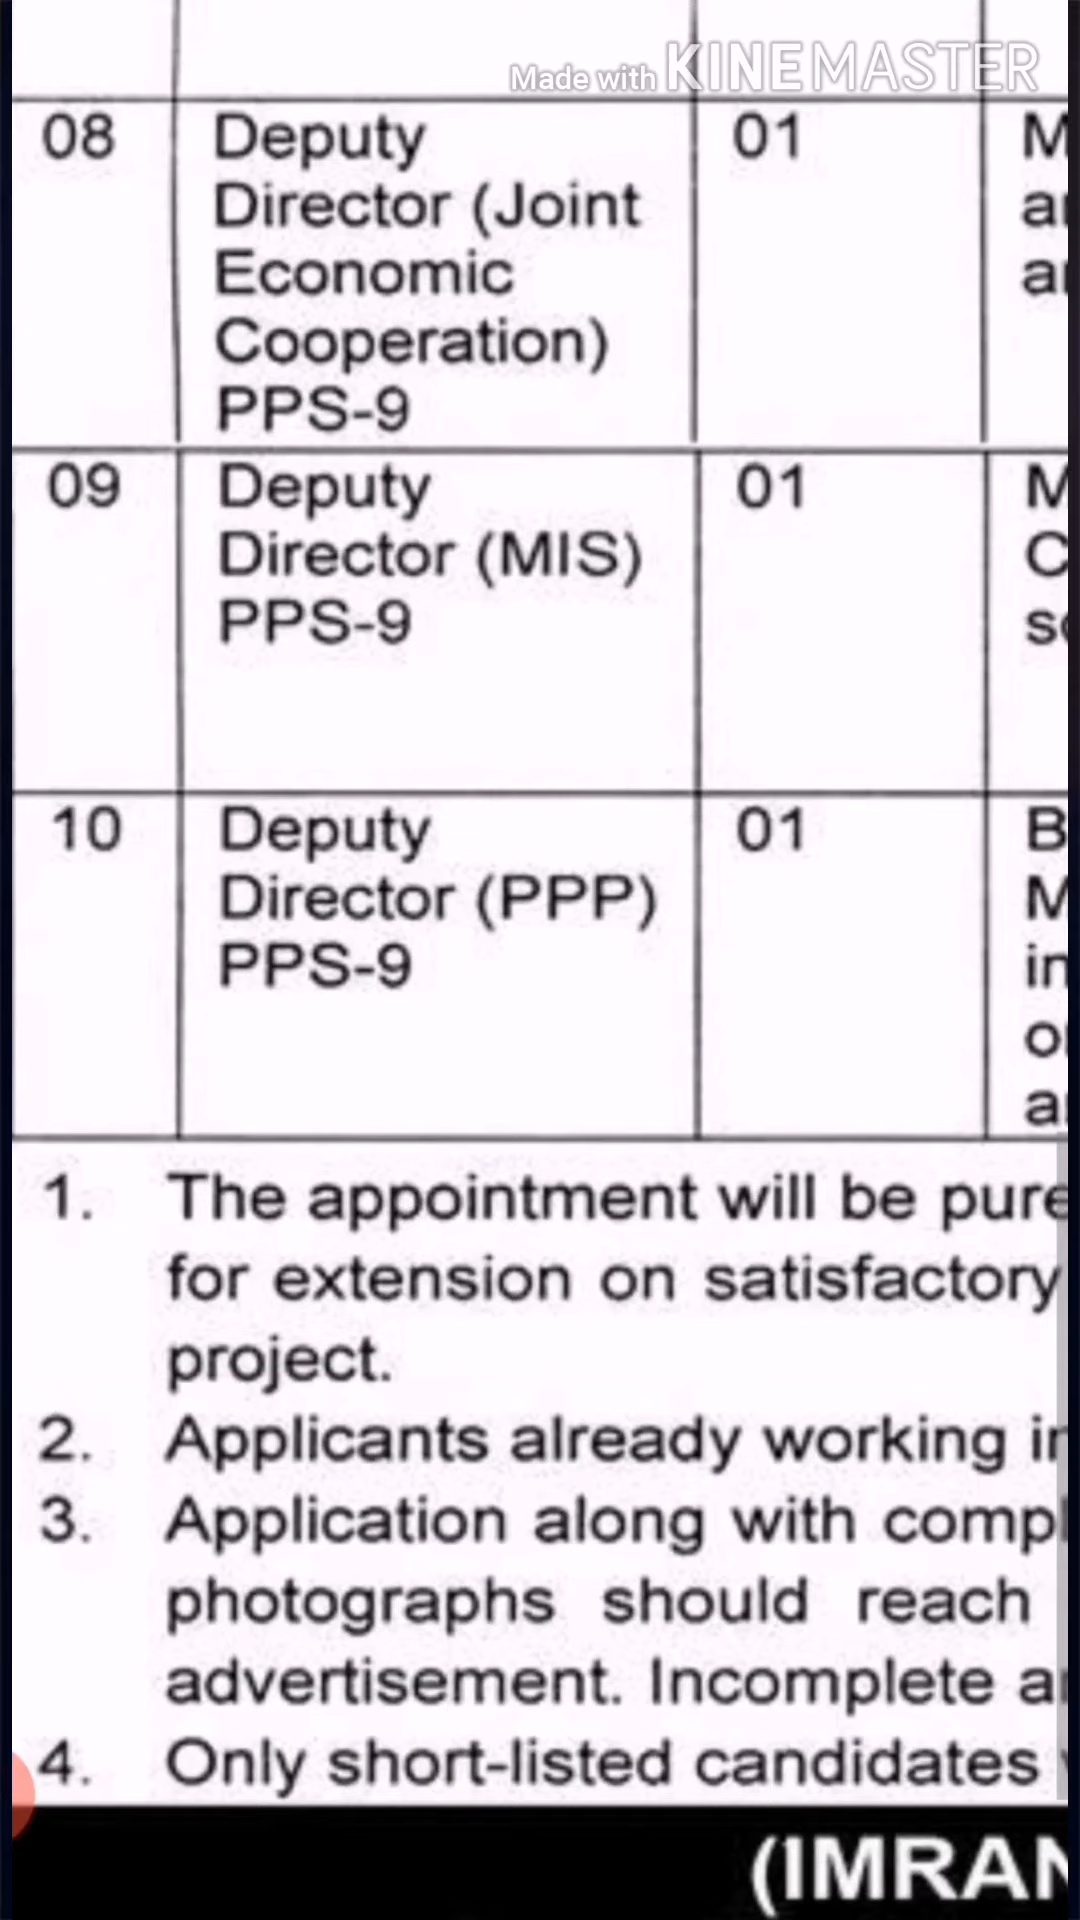 Made with KINEMASTER
08 Deputy 01
Director (Joint
Economic
Cooperation)
PPS-9
09 Deputy 01
Director (MIS)
PPS-9
10 Deputy 01
Director (PPP)
PPS-9
1. The appointment will be
for extension on satisfactory
project.
2. Applicants already working
3. Application along with
photographs should reach
advertisement. Incomplete
4. Only short-listed candidates
(IMRAN